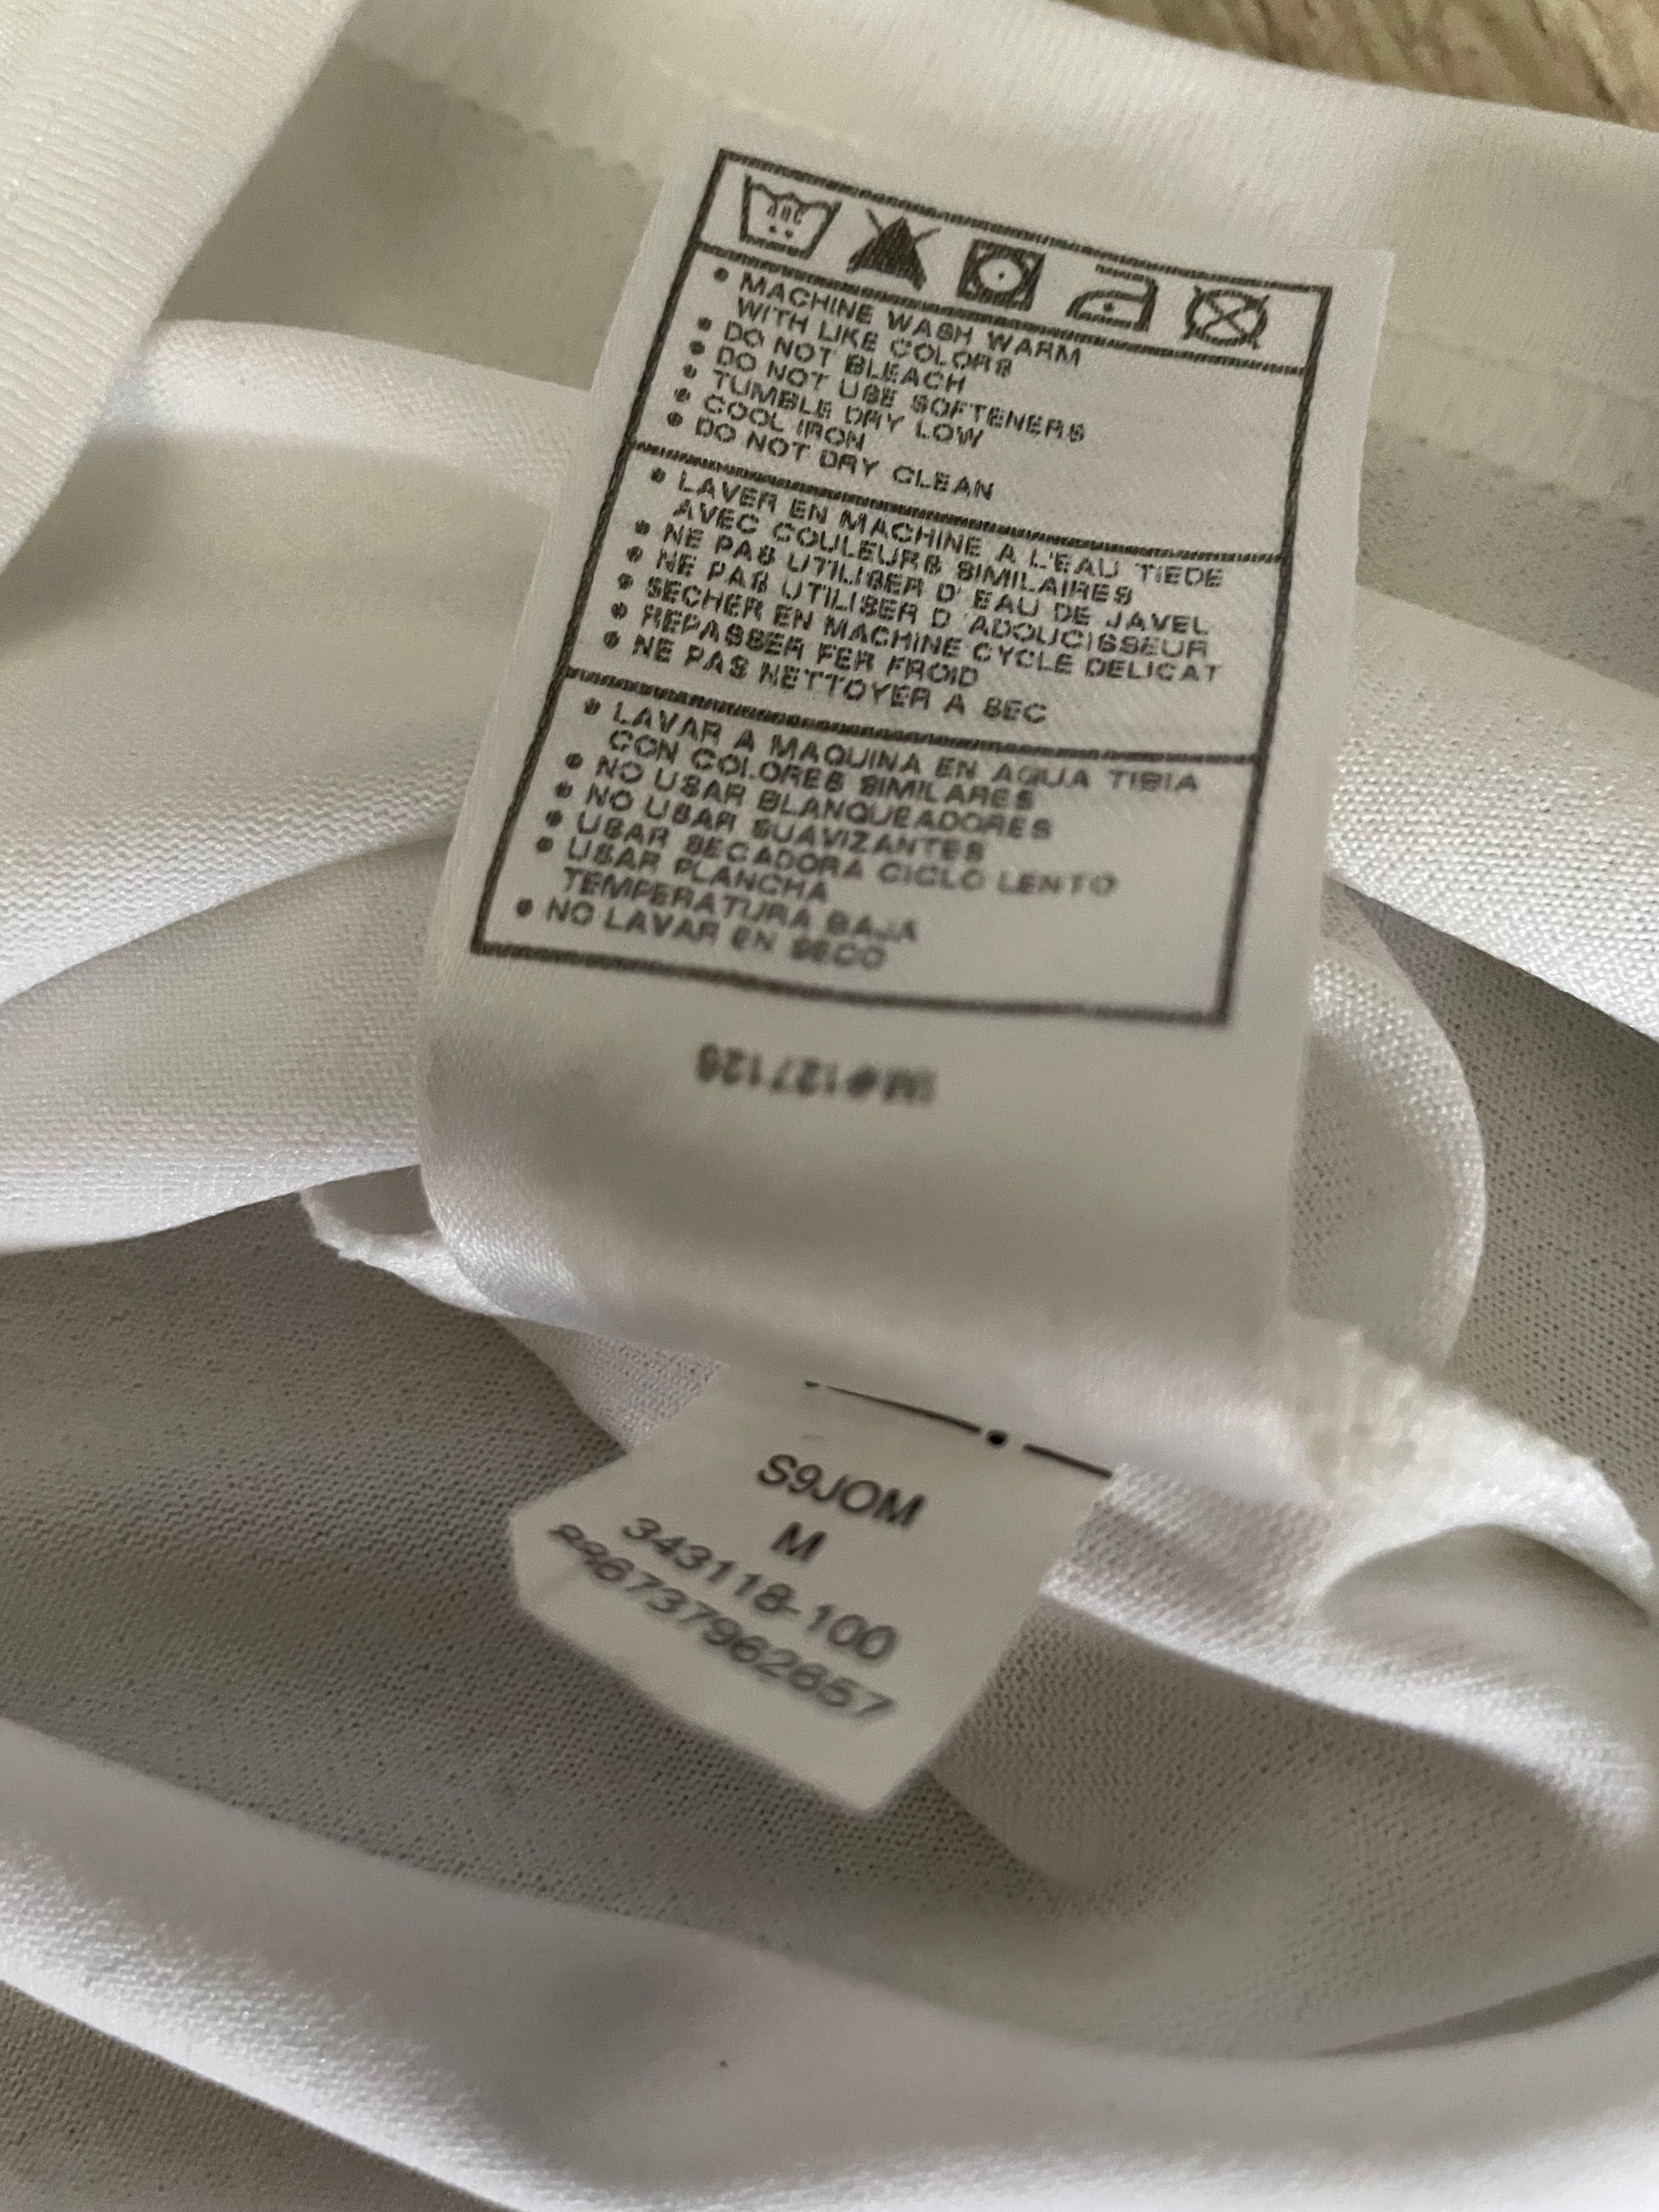 • MACHINE WASH WARM
WITH LIKE COLORS
• DO NOT BLEACH
• DO NOT USE SOFTENERS
• TUMBLE DRY LOW
• COOL IRON
• DO NOT DRY CLEAN
• LAVER EN MACHINE A L'EAU TIEDE
AVEC COULEURS SIMILAIRES
• NE PAS UTILISER D' EAU DE JAVEL
• NE PAS UTILISER D 'ADOUCISSEUR
• SECHER EN MACHINE CYCLE DELICAT
• REPASSER FER FROID
• NE PAS NETTOYER A SEC
• LAVAR A MAQUINA EN AGUA TIBIA
CON COLORES SIMILARES
• NO USAR BLANQUEADORES
• NO USAR SUAVIZANTES
• USAR SECADORA CICLO LENTO
• USAR PLANCHA
TEMPERATURA BAJA
• NO LAVAR EN SECO
S9JOM
M
343118-100